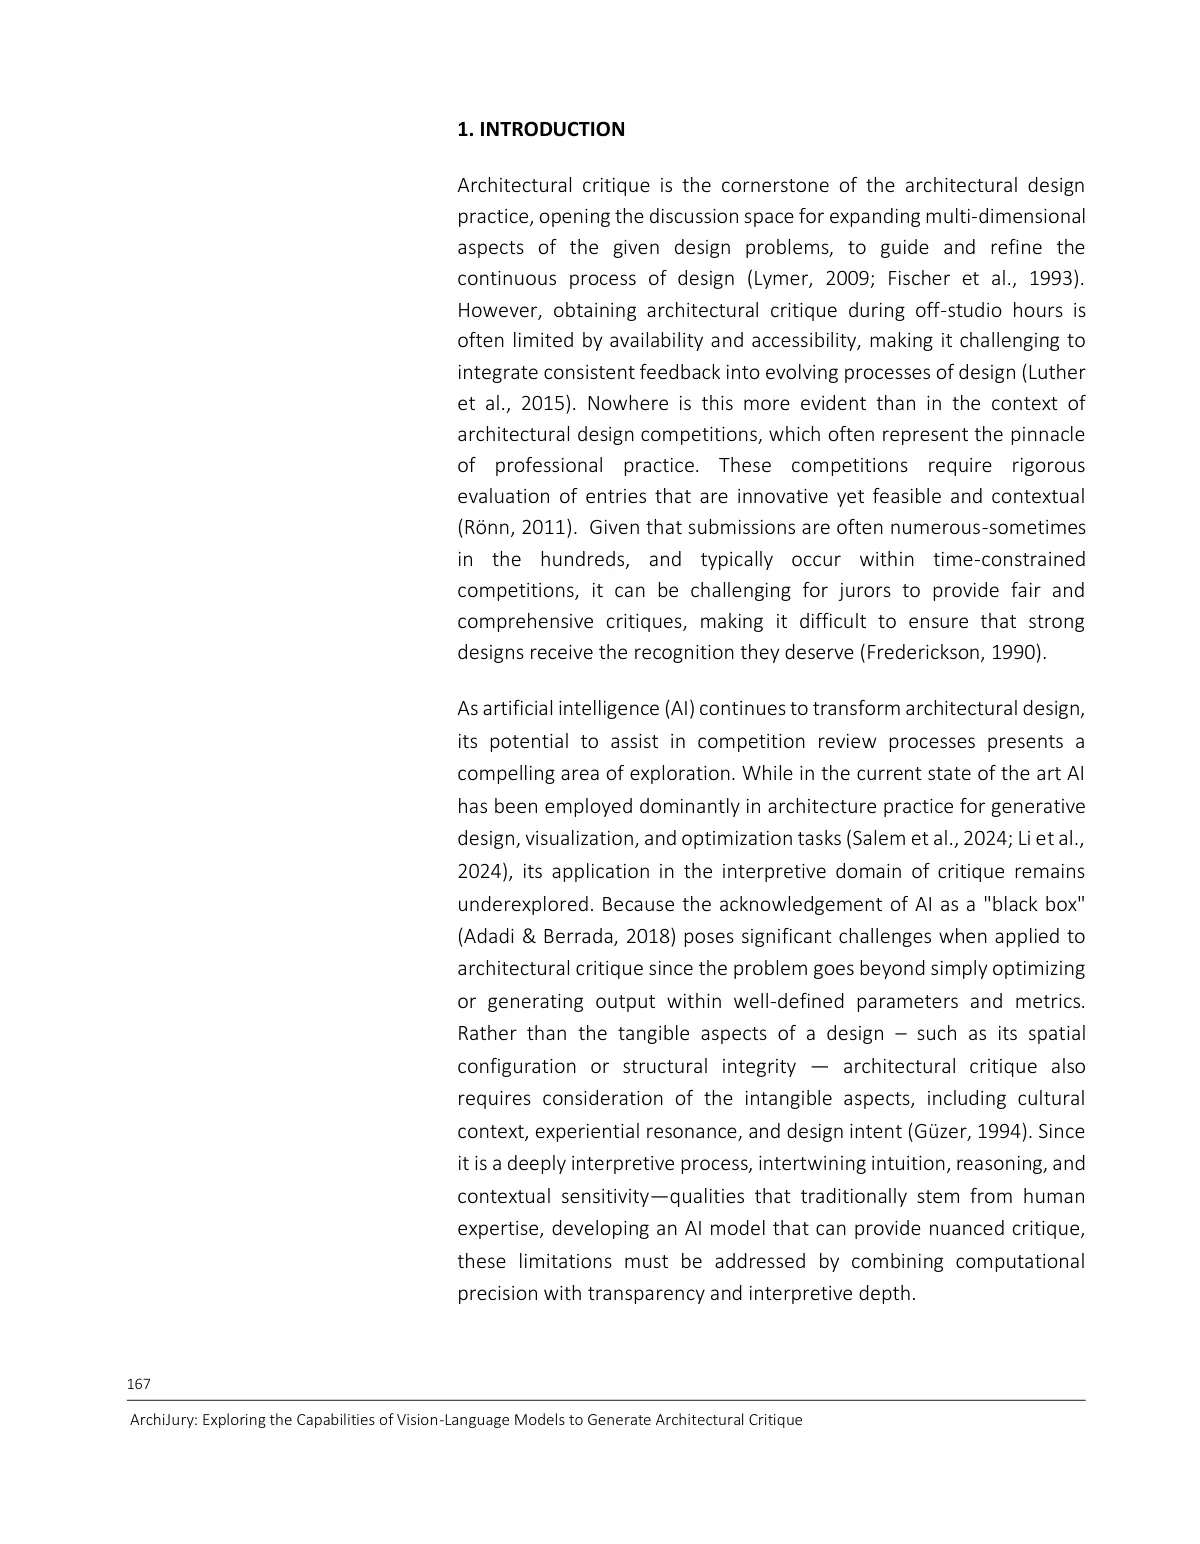 1. INTRODUCTION
Architectural critique is the cornerstone of the architectural design
practice, opening the discussion space for expanding multi-dimensional
aspects of the given design problems, to guide and refine the
continuous process of design (Lymer, 2009; Fischer et al., 1993).
However, obtaining architectural critique during off-studio hours is
often limited by availability and accessibility, making it challenging to
integrate consistent feedback into evolving processes of design (Luther
et al., 2015). Nowhere is this more evident than in the context of
architectural design competitions, which often represent the pinnacle
of professional practice. These competitions require rigorous
evaluation of entries that are innovative yet feasible and contextual
(Rönn, 2011).  Given that submissions are often numerous-sometimes
in the hundreds, and typically occur within time-constrained
competitions, it can be challenging for jurors to provide fair and
comprehensive critiques, making it difficult to ensure that strong
designs receive the recognition they deserve (Frederickson, 1990).
As artificial intelligence (AI) continues to transform architectural design,
its potential to assist in competition review processes presents a
compelling area of exploration. While in the current state of the art AI
has been employed dominantly in architecture practice for generative
design, visualization, and optimization tasks (Salem et al., 2024; Li et al.,
2024), its application in the interpretive domain of critique remains
underexplored. Because the acknowledgement of AI as a "black box"
(Adadi & Berrada, 2018) poses significant challenges when applied to
architectural critique since the problem goes beyond simply optimizing
or generating output within well-defined parameters and metrics.
Rather than the tangible aspects of a design – such as its spatial
configuration or structural integrity — architectural critique also
requires consideration of the intangible aspects, including cultural
context, experiential resonance, and design intent (Güzer, 1994). Since
it is a deeply interpretive process, intertwining intuition, reasoning, and
contextual sensitivity—qualities that traditionally stem from human
expertise, developing an AI model that can provide nuanced critique,
these limitations must be addressed by combining computational
precision with transparency and interpretive depth.
167
ArchiJury: Exploring the Capabilities of Vision-Language Models to Generate Architectural Critique